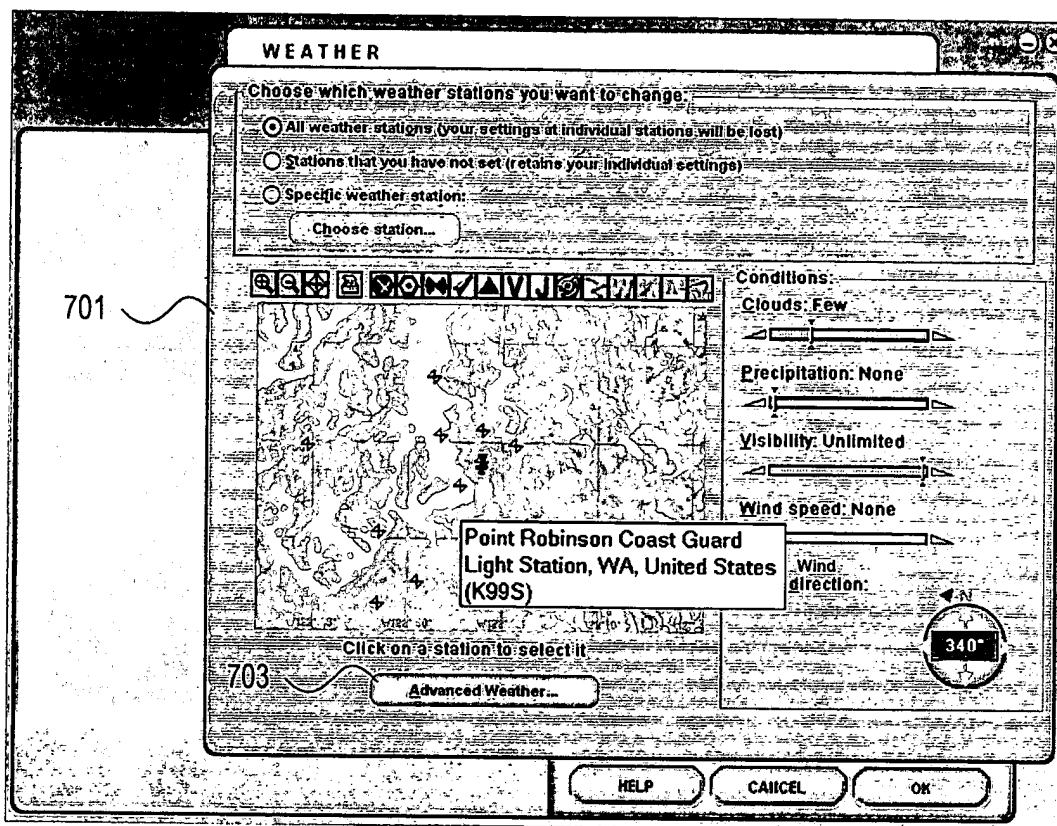 WEATHER
Choose which weather stations you want to change:
All weather stations (your settings at individual stations will be lost)
Stations that you have not set (retains your individual settings)
Specific weather station:
Choose station...
701
Conditions:
Clouds: Few
Precipitation: None
Visibility: Unlimited
Wind speed: None
Point Robinson Coast Guard
Light Station, WA, United States
(K99S)
Wind
direction:
N
340°
Click on a station to select it
703
Advanced Weather...
HELP
CANCEL
OK